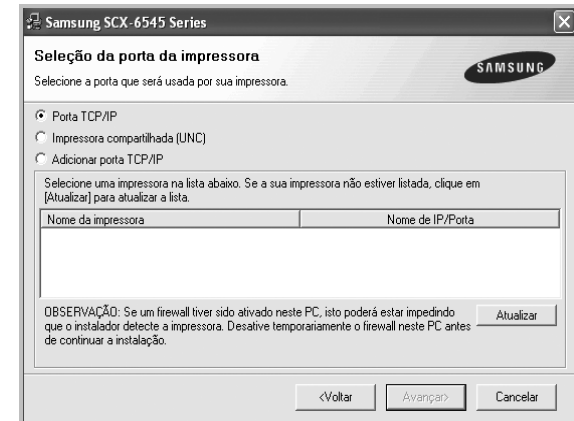 Samsung SCX-6545 Series
Seleção da porta da impressora
Selecione a porta que será usada por sua impressora.
SAMSUNG
Porta TCP/IP
Impressora compartilhada (UNC)
Adicionar porta TCP/IP
Selecione uma impressora na lista abaixo. Se a sua impressora não estiver listada, clique em
[Atualizar] para atualizar a lista.
Nome da impressora
Nome de IP/Porta
OBSERVAÇÃO: Se um firewall tiver sido ativado neste PC, isto poderá estar impedindo
que o instalador detecte a impressora. Desative temporariamente o firewall neste PC antes
de continuar a instalação.
Atualizar
<Voltar
Avançar>
Cancelar